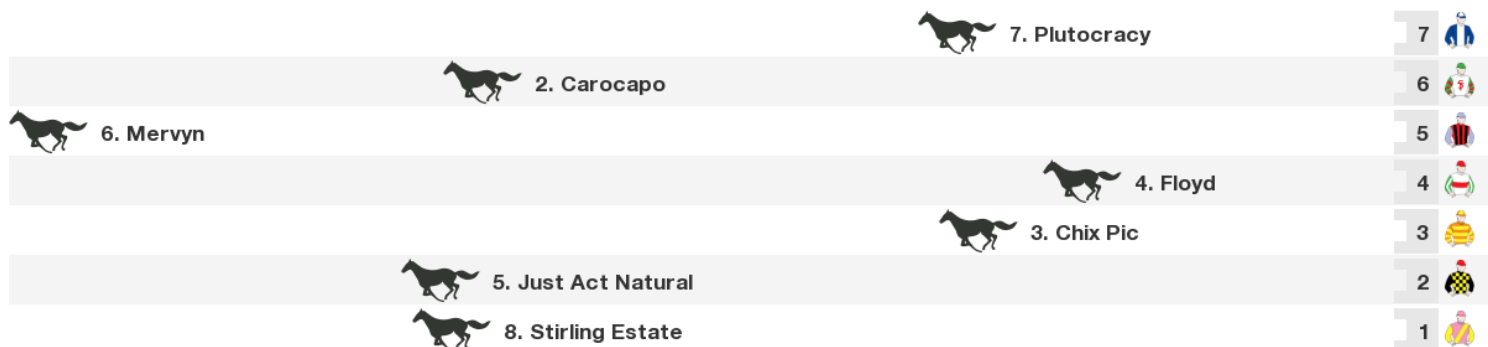 7. Plutocracy 7
2. Carocapo 6
6. Mervyn 5
4. Floyd 4
3. Chix Pic 3
5. Just Act Natural 2
8. Stirling Estate 1